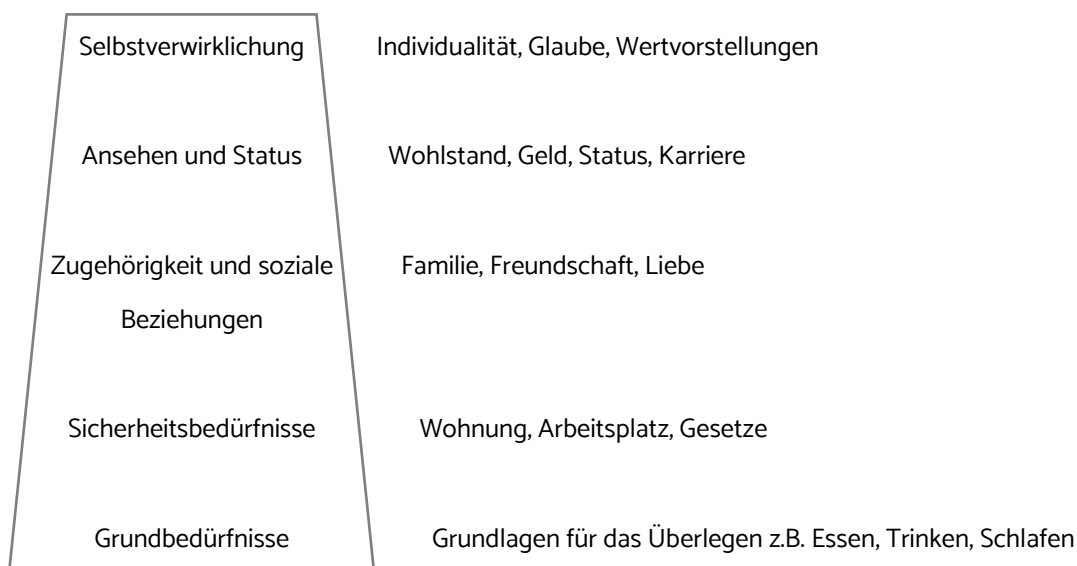 Selbstverwirklichung Individualität, Glaube, Wertvorstellungen
Ansehen und Status Wohlstand, Geld, Status, Karriere
Zugehörigkeit und soziale Familie, Freundschaft, Liebe
Beziehungen
Sicherheitsbedürfnisse Wohnung, Arbeitsplatz, Gesetze
Grundbedürfnisse Grundlagen für das Überlegen z.B. Essen, Trinken, Schlafen